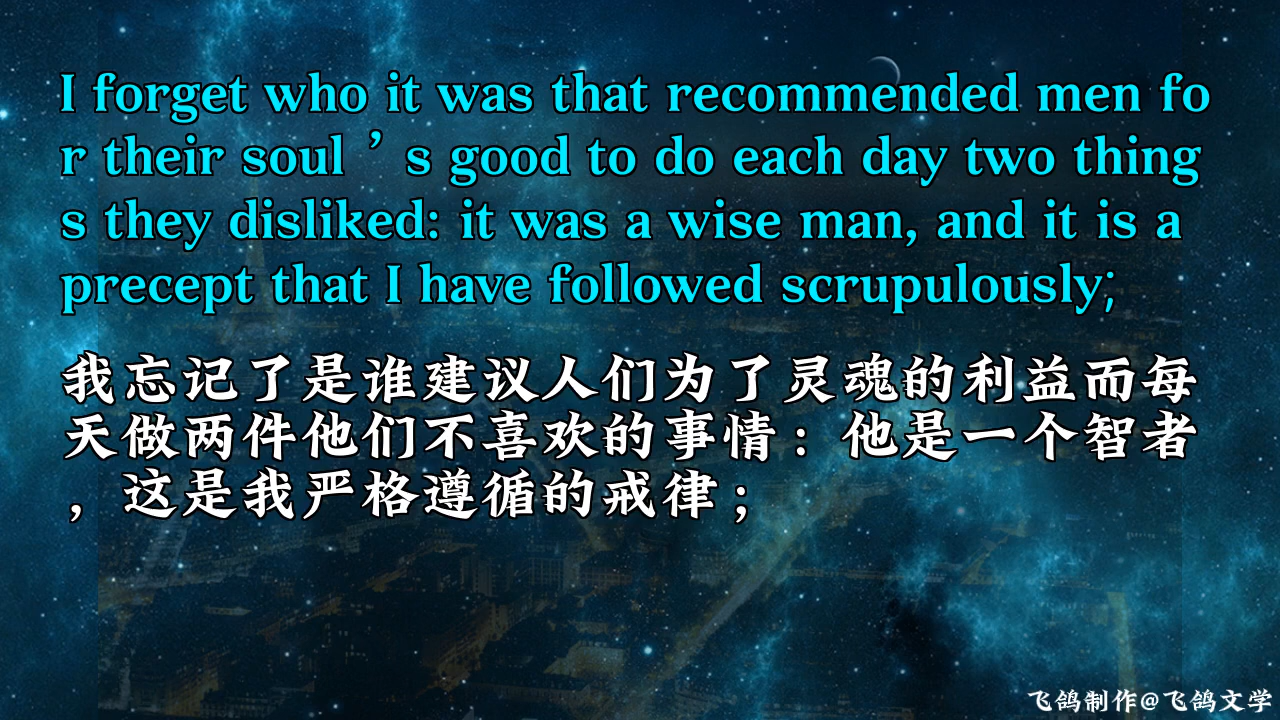 I forget who it was that recommended men fo
r their soul ’ s good to do each day two thing
s they disliked: it was a wise man, and it is a
precept that I have followed scrupulously;
我忘记了是谁建议人们为了灵魂的利益而每
天做两件他们不喜欢的事情：他是一个智者
，这是我严格遵循的戒律；
飞鸽制作@飞鸽文学